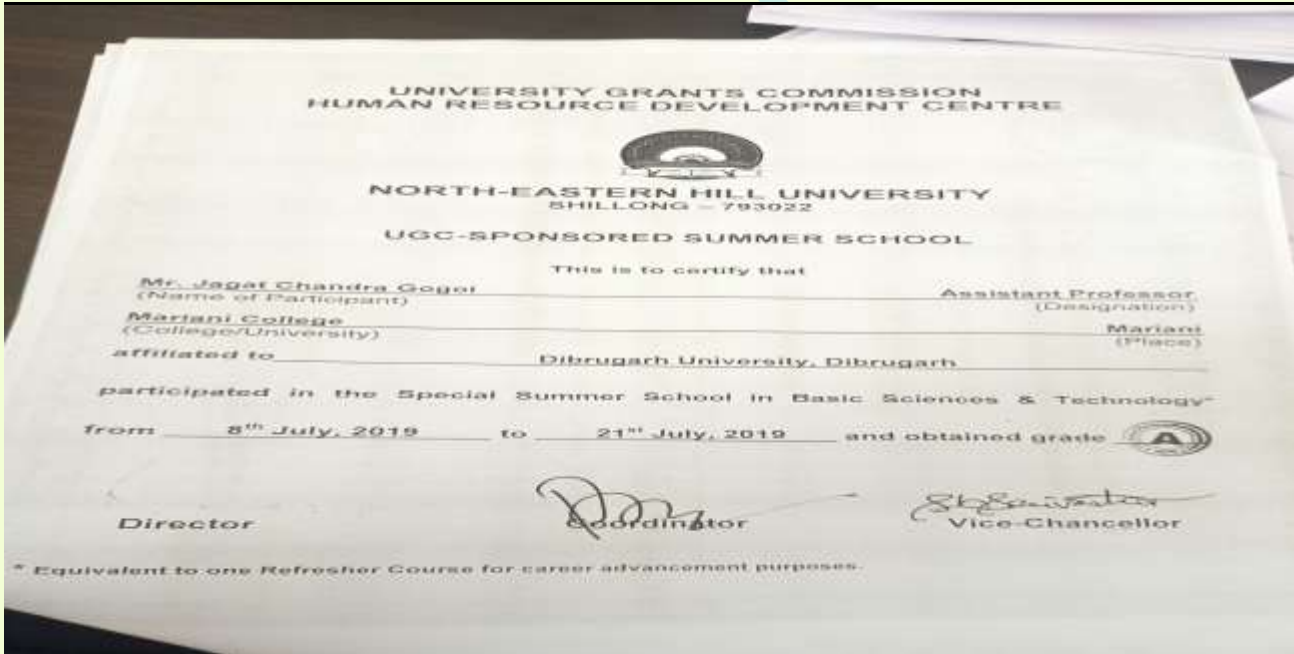 UNIVERSITY GRANTS COMMISSION
HUMAN RESOURCE DEVELOPMENT CENTRE
NORTH-EASTERN HILL UNIVERSITY
SHILLONG – 793022
UGC-SPONSORED SUMMER SCHOOL
This is to certify that
Mr. Jagat Chandra Gogoi Assistant Professor
(Name of Participant) (Designation)
Mariani College Mariani
(College/University) (Place)
affiliated to Dibrugarh University, Dibrugarh
participated in the Special Summer School in Basic Sciences & Technology*
from 8th July, 2019 to 21st July, 2019 and obtained grade A
Director Coordinator Vice-Chancellor
* Equivalent to one Refresher Course for career advancement purposes.